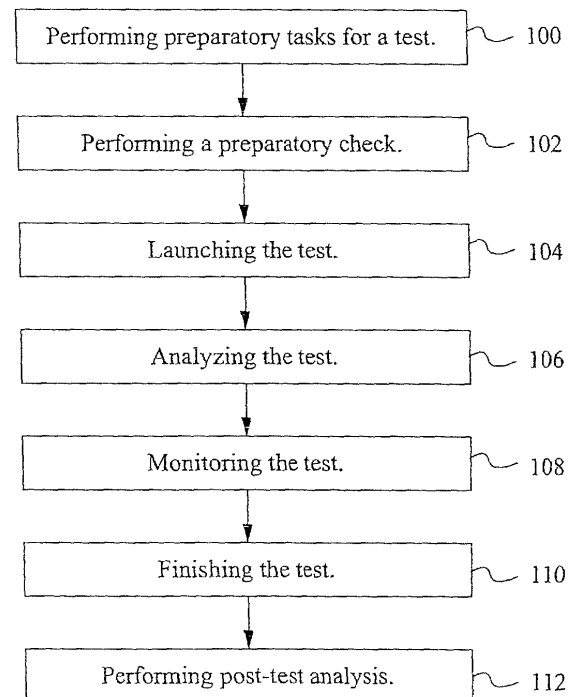 Performing preparatory tasks for a test. 100
Performing a preparatory check. 102
Launching the test. 104
Analyzing the test. 106
Monitoring the test. 108
Finishing the test. 110
Performing post-test analysis. 112